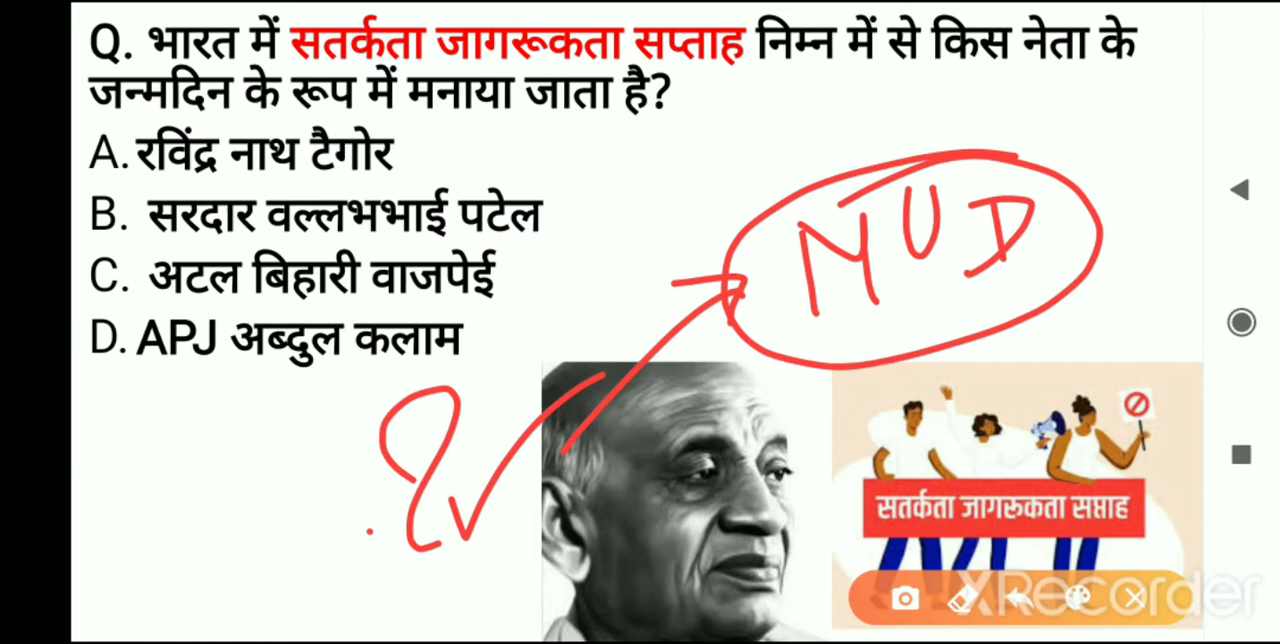 Q. भारत में सतर्कता जागरूकता सप्ताह निम्न में से किस नेता के
जन्मदिन के रूप में मनाया जाता है?
A. रविंद्र नाथ टैगोर
B. सरदार वल्लभभाई पटेल
C. अटल बिहारी वाजपेई
D. APJ अब्दुल कलाम
MUD
?
सतर्कता जागरूकता सप्ताह
XRecorder